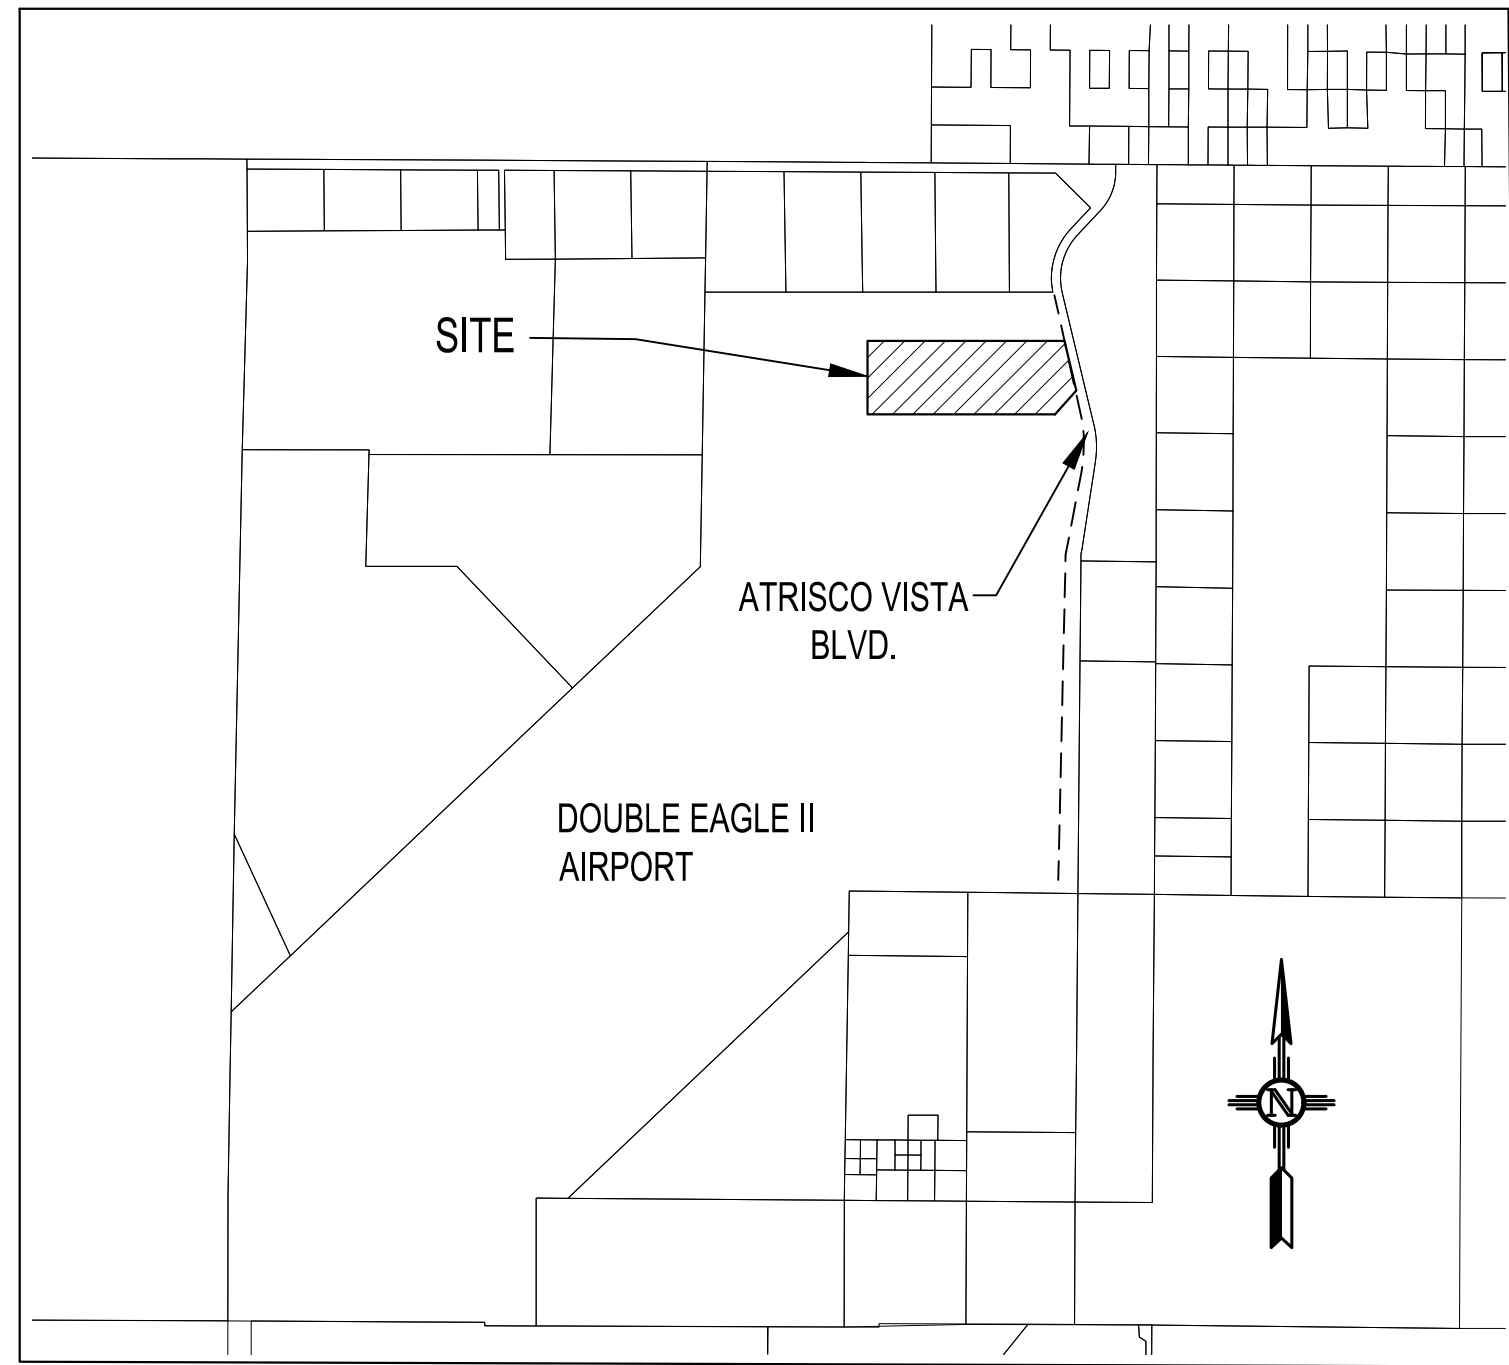 SITE
ATRISCO VISTA
BLVD.
DOUBLE EAGLE II
AIRPORT
N